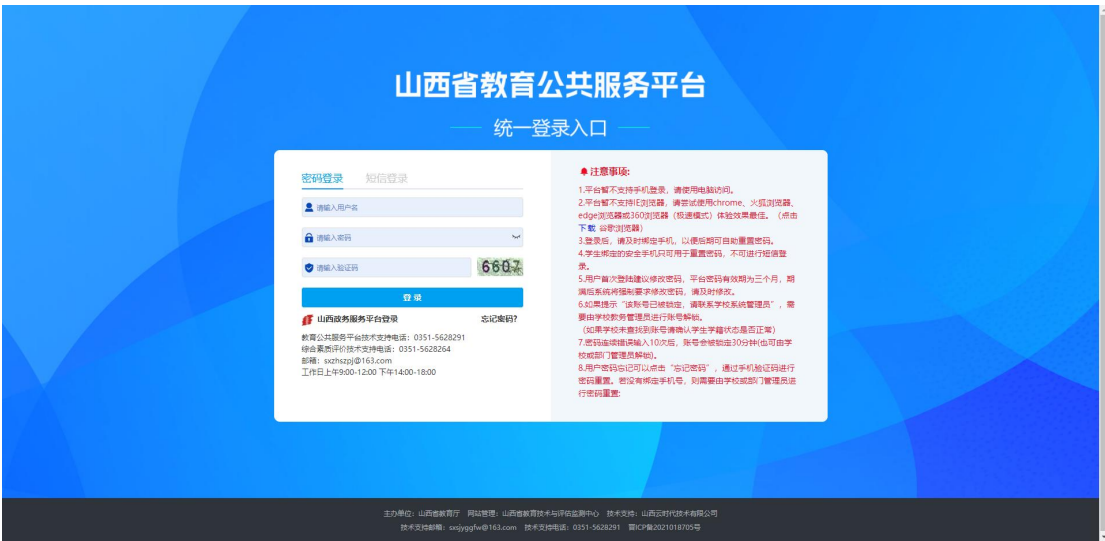 山西省教育公共服务平台
统一登录入口
密码登录 短信登录
请输入用户名
请输入密码
请输入验证码 6607
登 录
山西政务服务平台登录 忘记密码?
教育公共服务平台技术支持电话：0351-5628291
综合素质评价技术支持电话：0351-5628264
邮箱：sxzhszpj@163.com
工作日上午9:00-12:00 下午14:00-18:00
注意事项:
1.平台暂不支持手机登录，请使用电脑访问。
2.平台暂不支持IE浏览器，请尝试使用chrome、火狐浏览器、
edge浏览器或360浏览器（极速模式）体验效果最佳。（点击
下载 谷歌浏览器）
3.登录后，请及时绑定手机，以便后期可自助重置密码。
4.学生绑定的安全手机只可用于重置密码，不可进行短信登
录。
5.用户首次登陆建议修改密码，平台密码有效期为三个月，期
满后系统将强制要求修改密码，请及时修改。
6.如果提示“该账号已被锁定，请联系学校系统管理员”，需
要由学校教务管理员进行账号解锁。
（如果学校未查找到账号请确认学生学籍状态是否正常）
7.密码连续错误输入10次后，账号会被锁定30分钟(也可由学
校或部门管理员解锁)。
8.用户密码忘记可以点击“忘记密码”，通过手机验证码进行
密码重置。若没有绑定手机号，则需要由学校或部门管理员进
行密码重置;
主办单位：山西省教育厅 网站管理：山西省教育技术与评估监测中心 技术支持：山西云时代技术有限公司
技术支持邮箱：sxsjyggfw@163.com 技术支持电话：0351-5628291 晋ICP备2021018705号